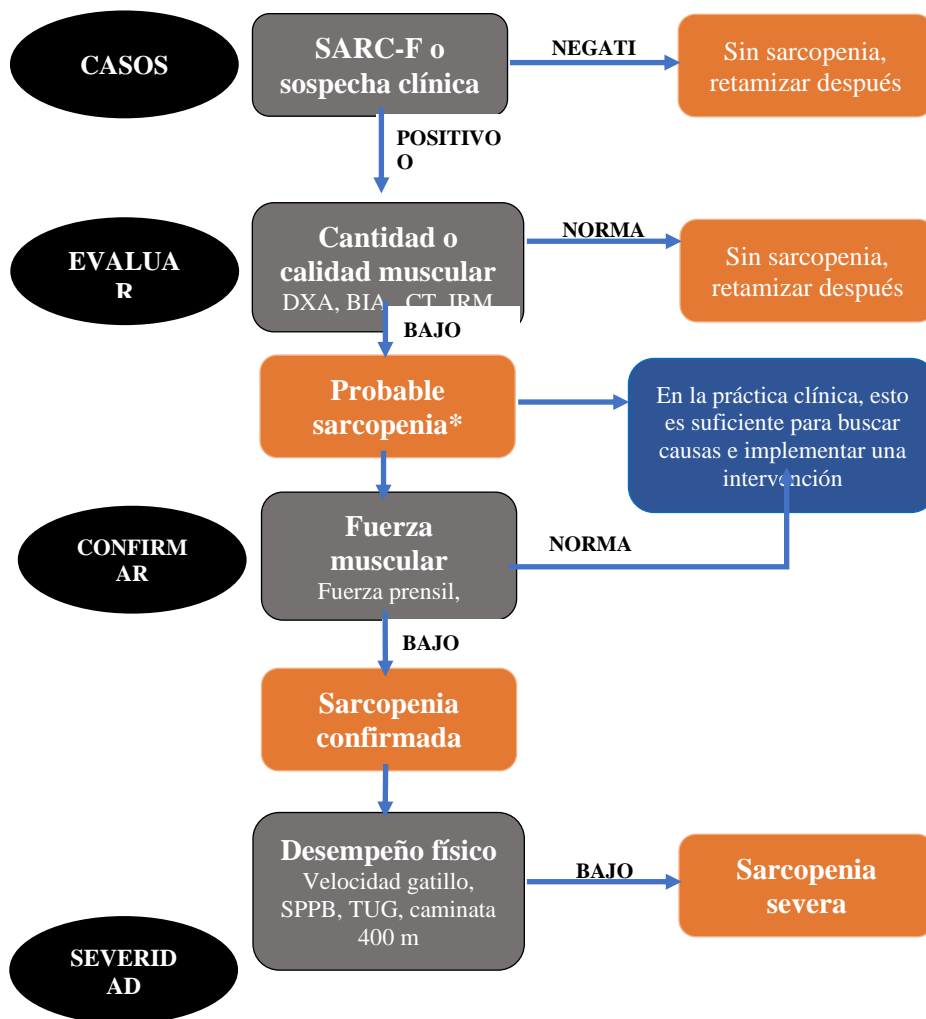 CASOS
SARC-F o
sospecha clínica
NEGATI
Sin sarcopenia,
retamizar después
POSITIVO
O
EVALUA
R
Cantidad o
calidad muscular
DXA, BIA, CT, IRM
NORMA
Sin sarcopenia,
retamizar después
BAJO
Probable
sarcopenia*
En la práctica clínica, esto
es suficiente para buscar
causas e implementar una
intervención
CONFIRM
AR
Fuerza
muscular
Fuerza prensil,
NORMA
BAJO
Sarcopenia
confirmada
Desempeño físico
Velocidad gatillo,
SPPB, TUG, caminata
400 m
BAJO
Sarcopenia
severa
SEVERID
AD